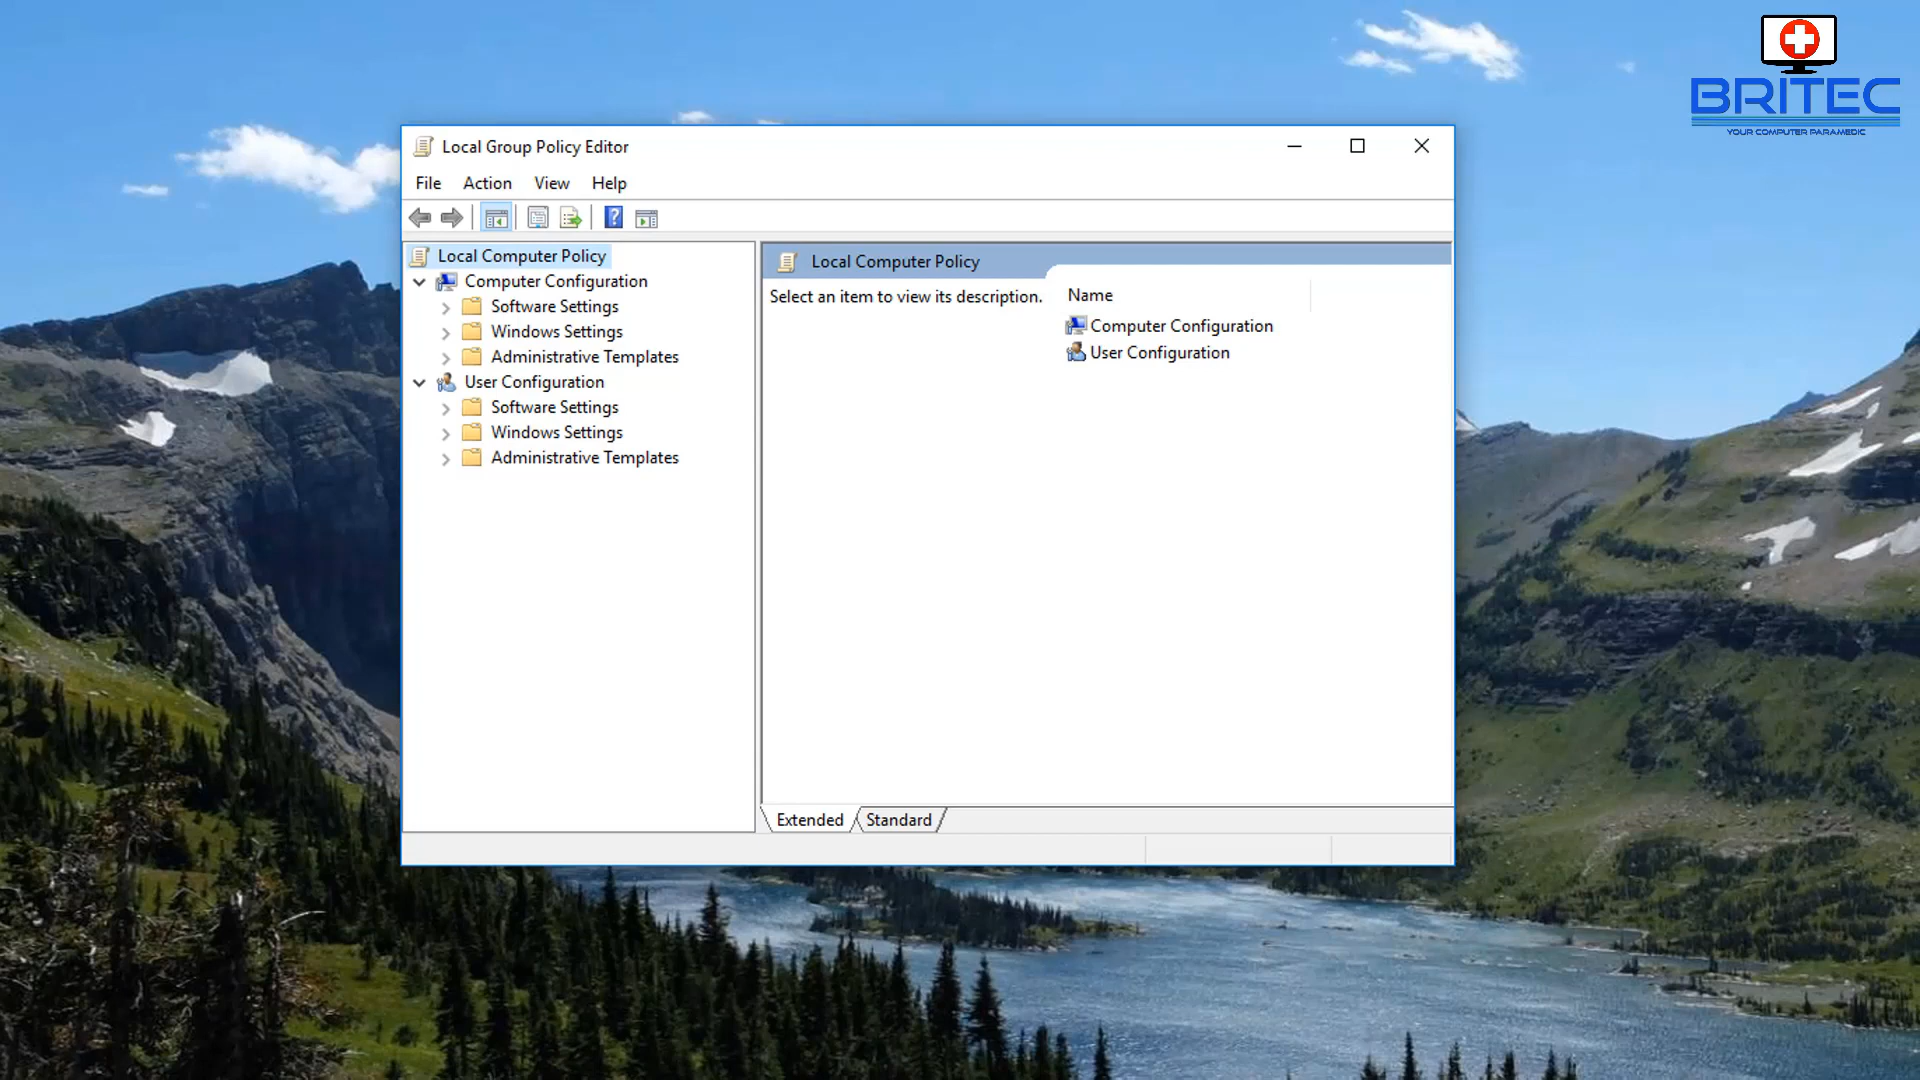 BRITEC
YOUR COMPUTER PARAMEDIC
Local Group Policy Editor
File Action View Help
Local Computer Policy
Computer Configuration
Software Settings
Windows Settings
Administrative Templates
User Configuration
Software Settings
Windows Settings
Administrative Templates
Local Computer Policy
Select an item to view its description.
Name
Computer Configuration
User Configuration
Extended Standard